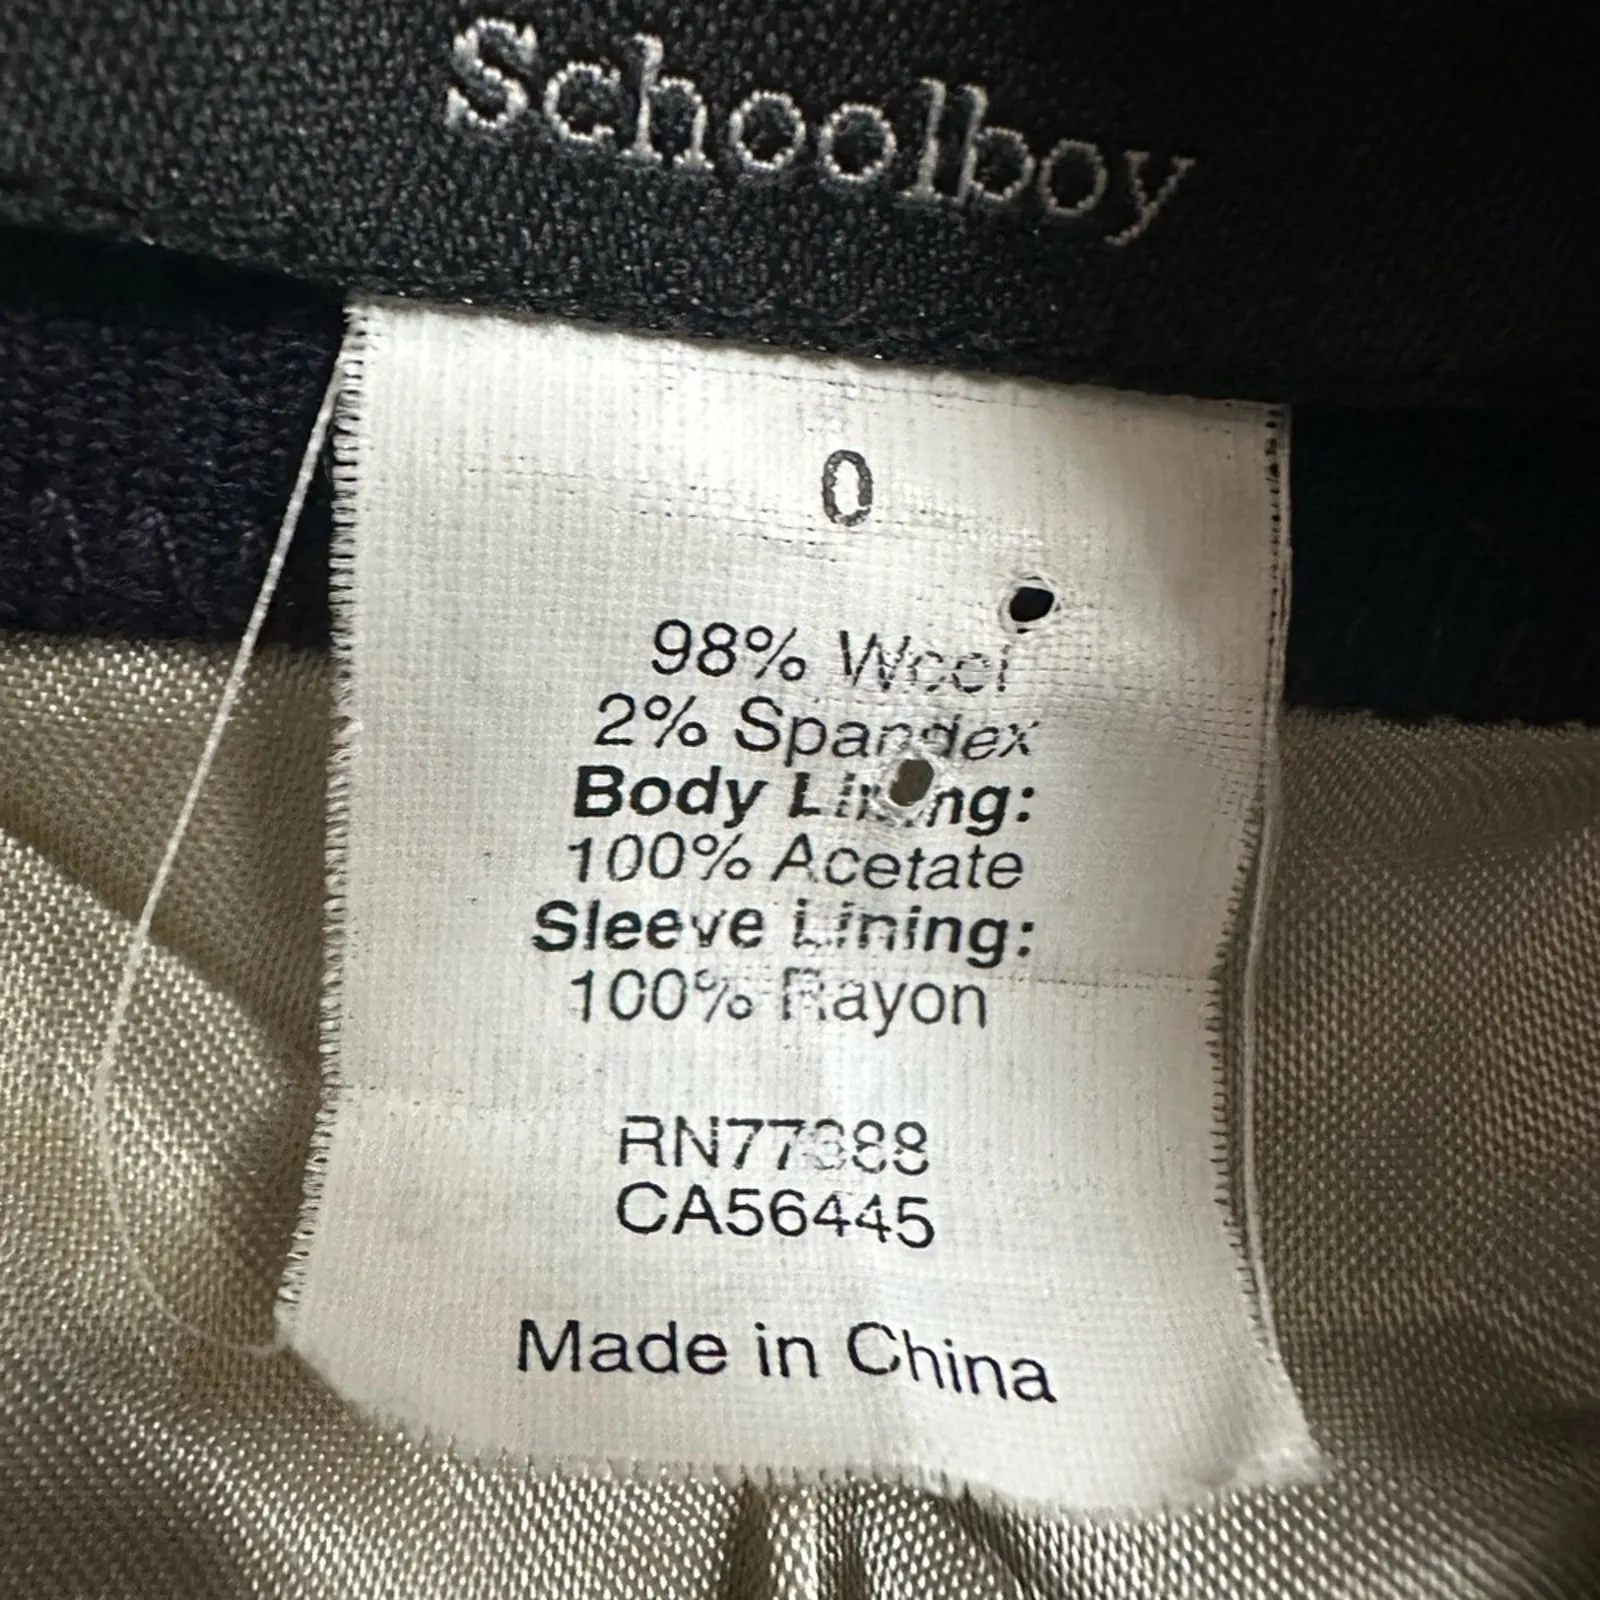 Schoolboy
0
98% Wool
2% Spandex
Body Lining:
100% Acetate
Sleeve Lining:
100% Rayon
RN77388
CA56445
Made in China